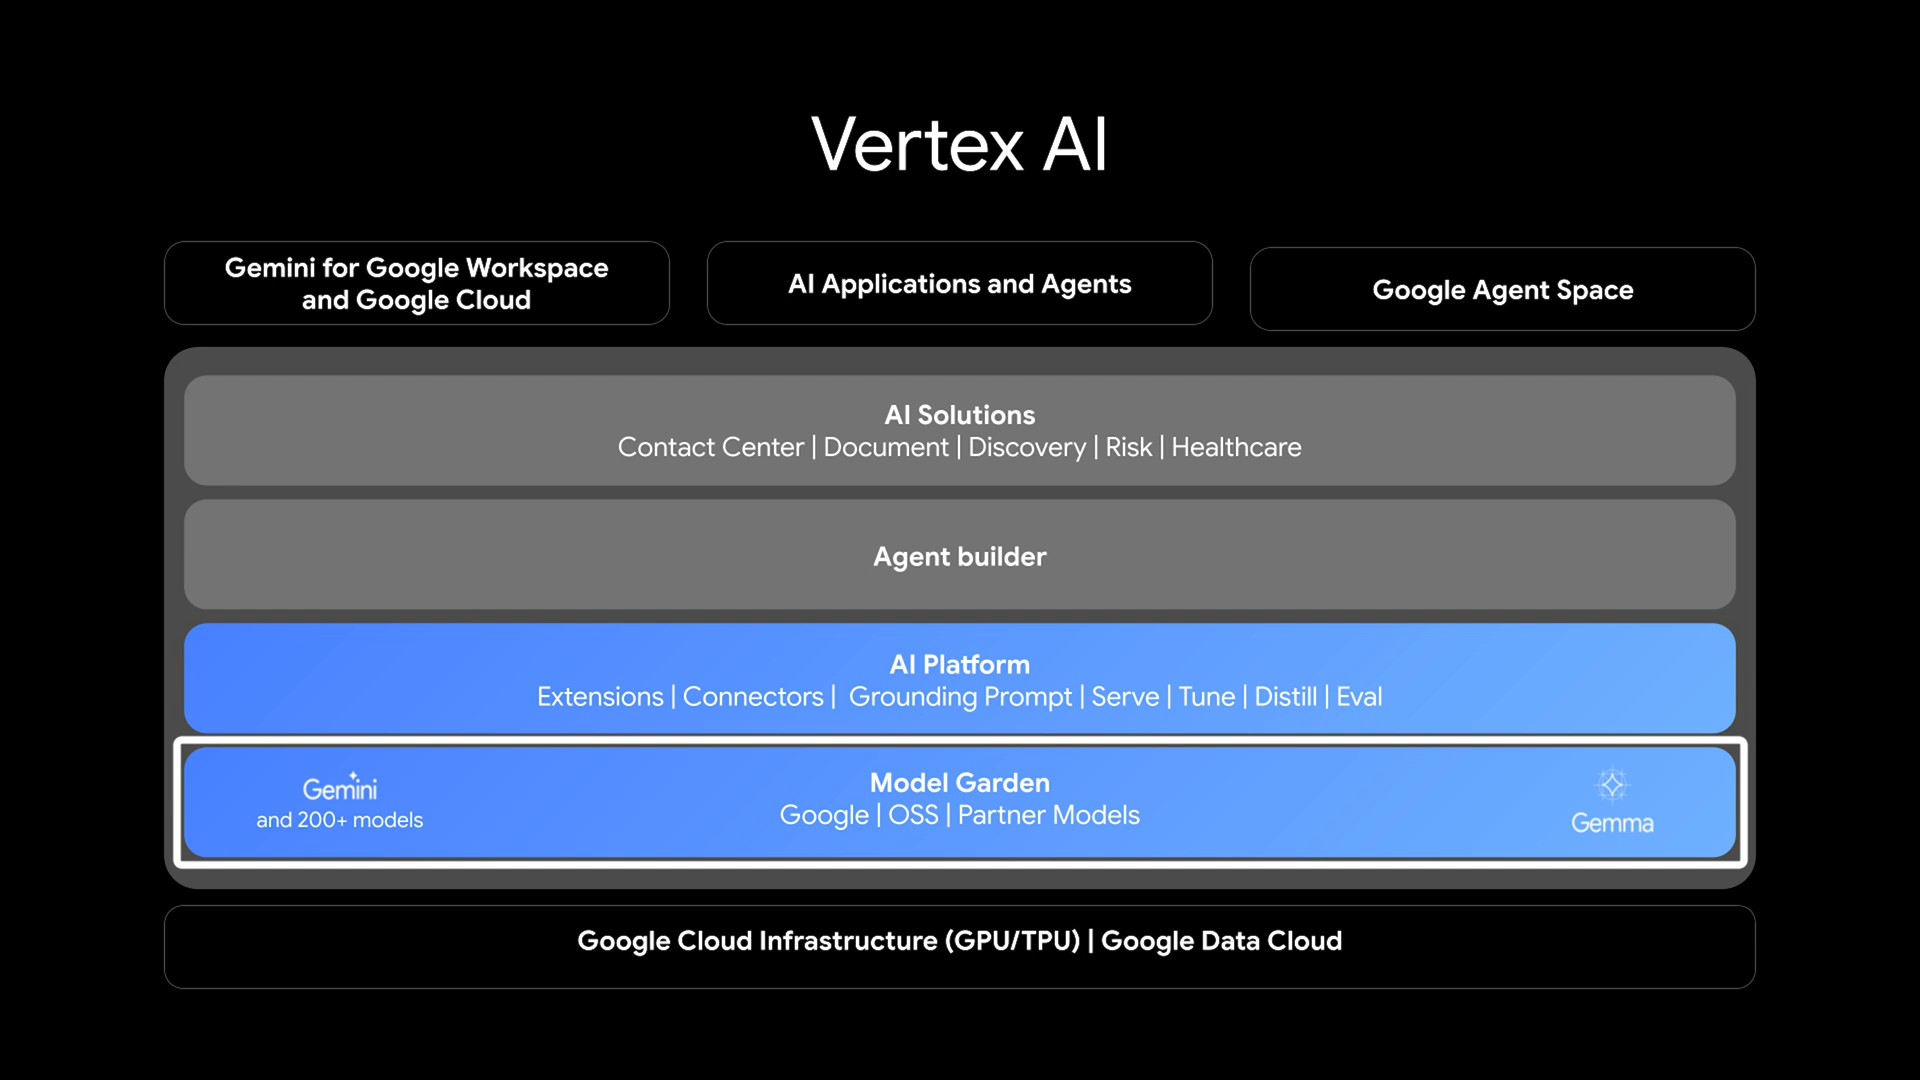 Vertex AI
Gemini for Google Workspace
and Google Cloud
AI Applications and Agents
Google Agent Space
AI Solutions
Contact Center | Document | Discovery | Risk | Healthcare
Agent builder
AI Platform
Extensions | Connectors | Grounding Prompt | Serve | Tune | Distill | Eval
Gemini
and 200+ models
Model Garden
Google | OSS | Partner Models
Gemma
Google Cloud Infrastructure (GPU/TPU) | Google Data Cloud